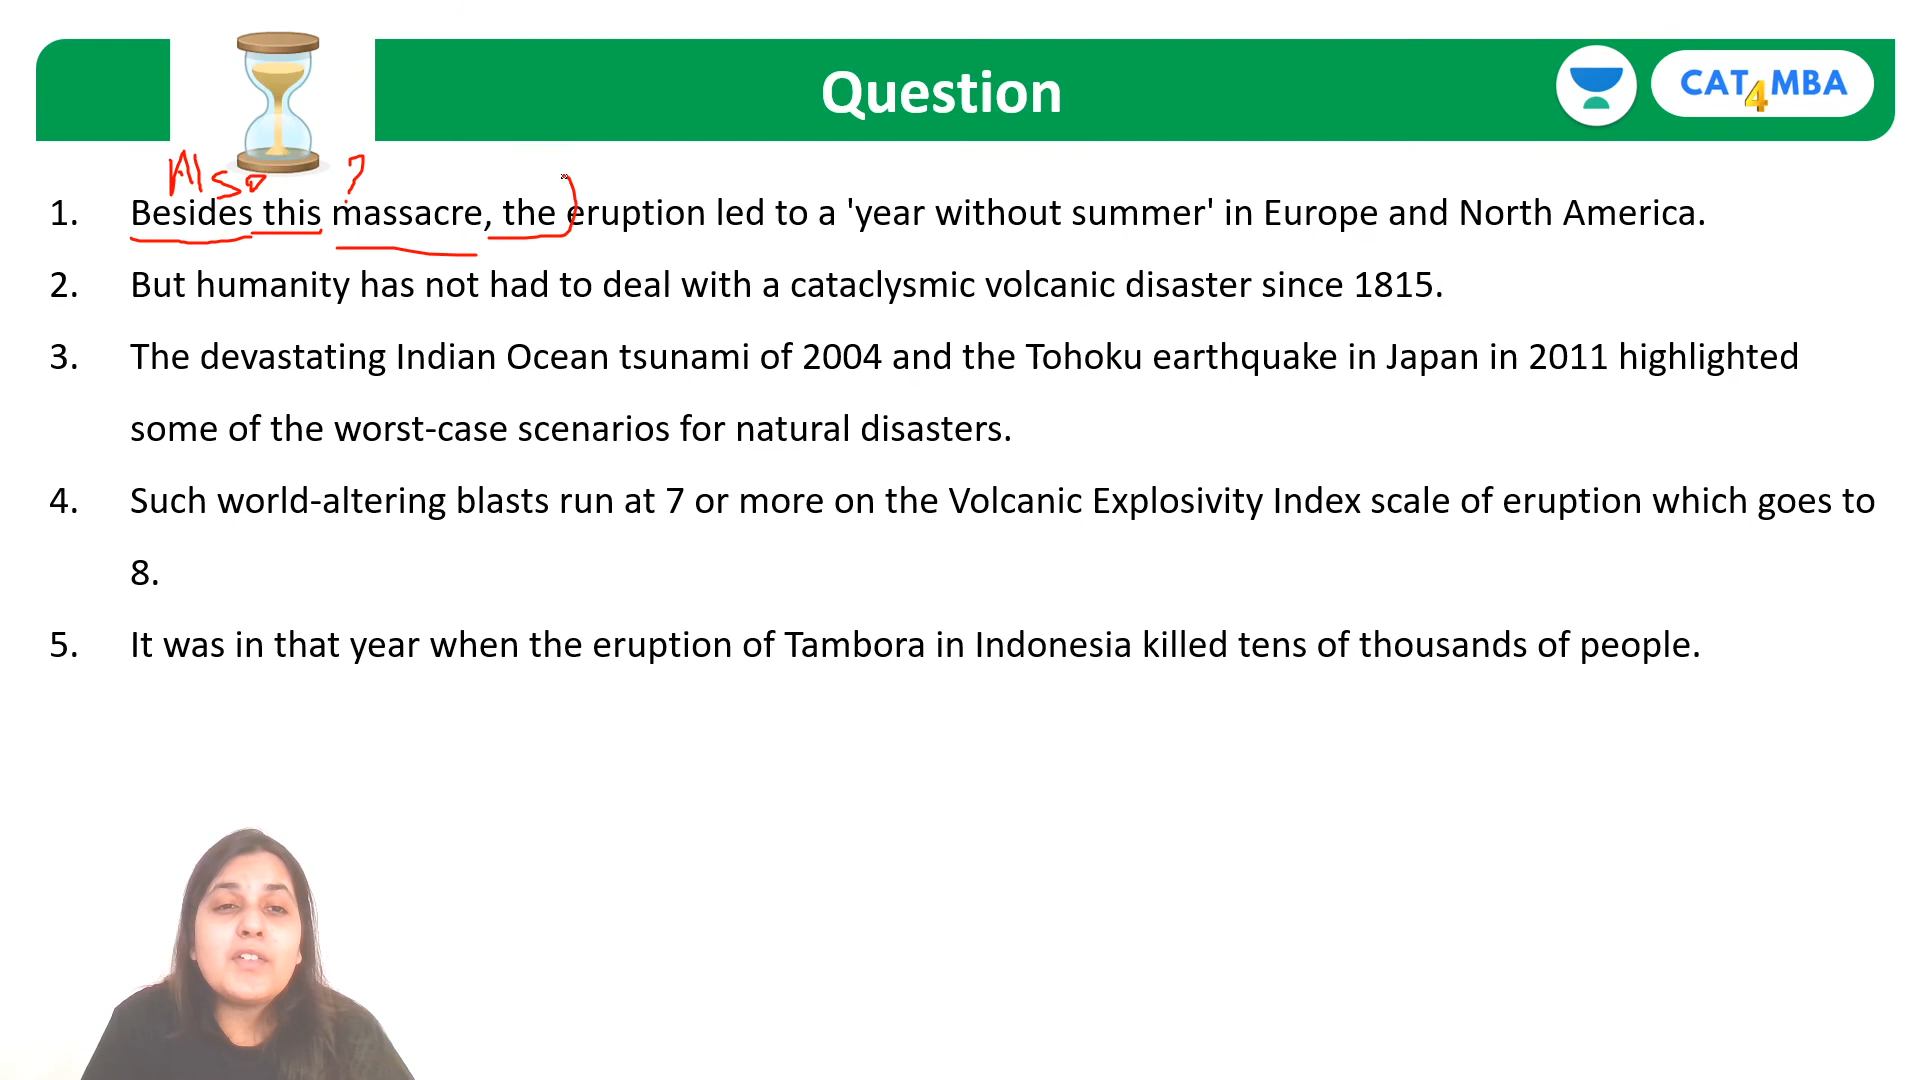 Question
CAT4MBA
Also ?
1. Besides this massacre, the eruption led to a 'year without summer' in Europe and North America.
2. But humanity has not had to deal with a cataclysmic volcanic disaster since 1815.
3. The devastating Indian Ocean tsunami of 2004 and the Tohoku earthquake in Japan in 2011 highlighted
some of the worst-case scenarios for natural disasters.
4. Such world-altering blasts run at 7 or more on the Volcanic Explosivity Index scale of eruption which goes to
8.
5. It was in that year when the eruption of Tambora in Indonesia killed tens of thousands of people.